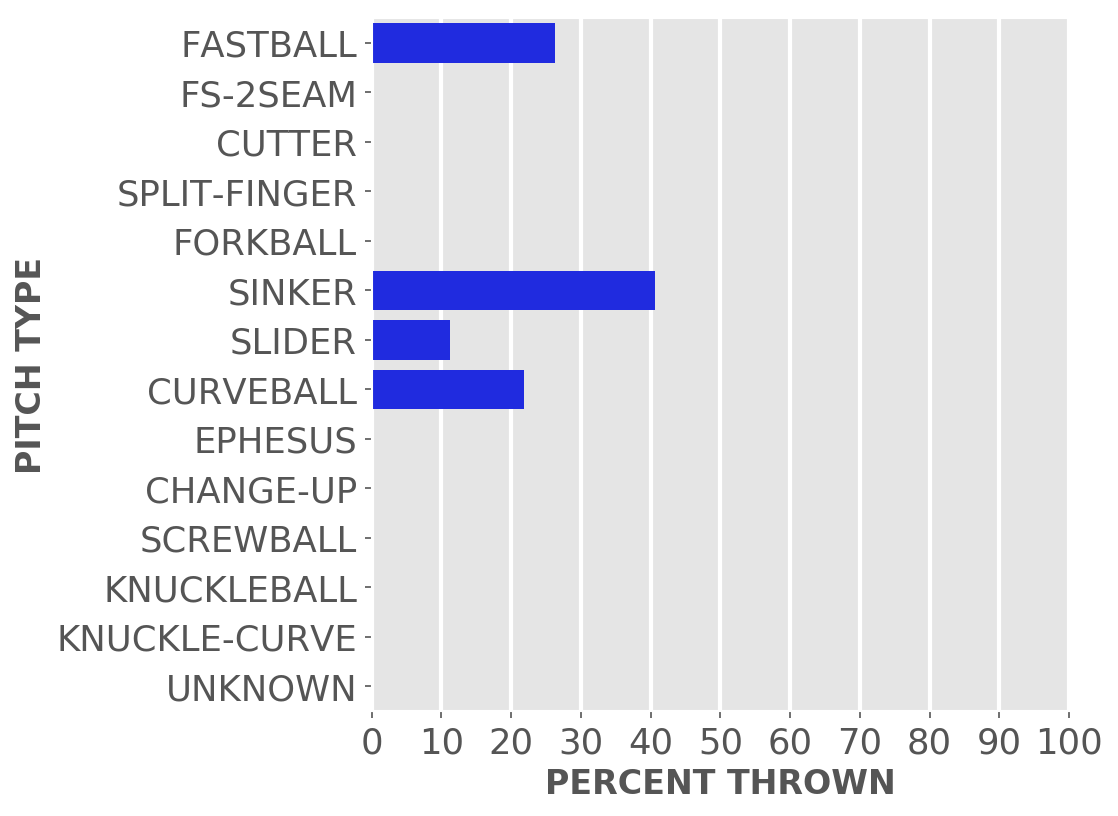 PITCH TYPE
FASTBALL
FS-2SEAM
CUTTER
SPLIT-FINGER
FORKBALL
SINKER
SLIDER
CURVEBALL
EPHESUS
CHANGE-UP
SCREWBALL
KNUCKLEBALL
KNUCKLE-CURVE
UNKNOWN
0 10 20 30 40 50 60 70 80 90 100
PERCENT THROWN